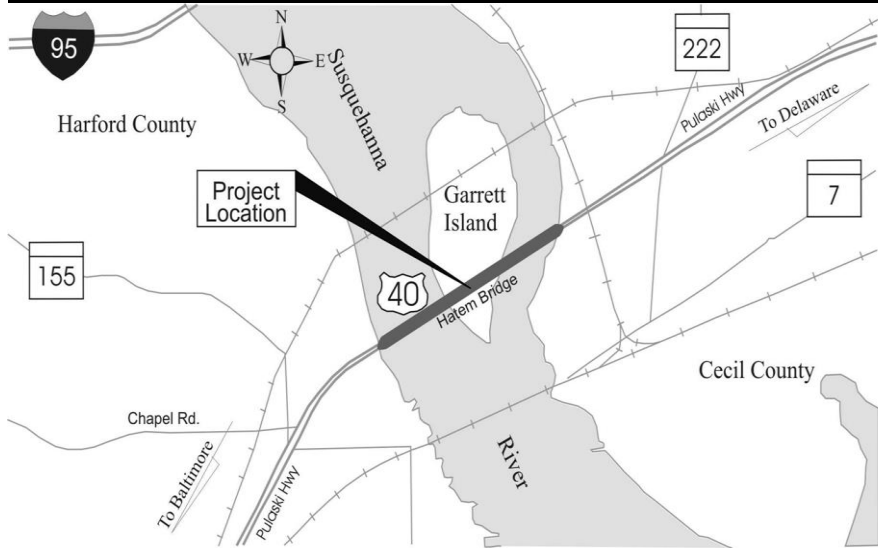 95
N
W E
S
Susquehanna
222
Harford County
Pulaski Hwy
To Delaware
Project
Location
Garrett
Island
7
155
40
Hatem Bridge
Cecil County
Chapel Rd.
To Baltimore
Pulaski Hwy
River